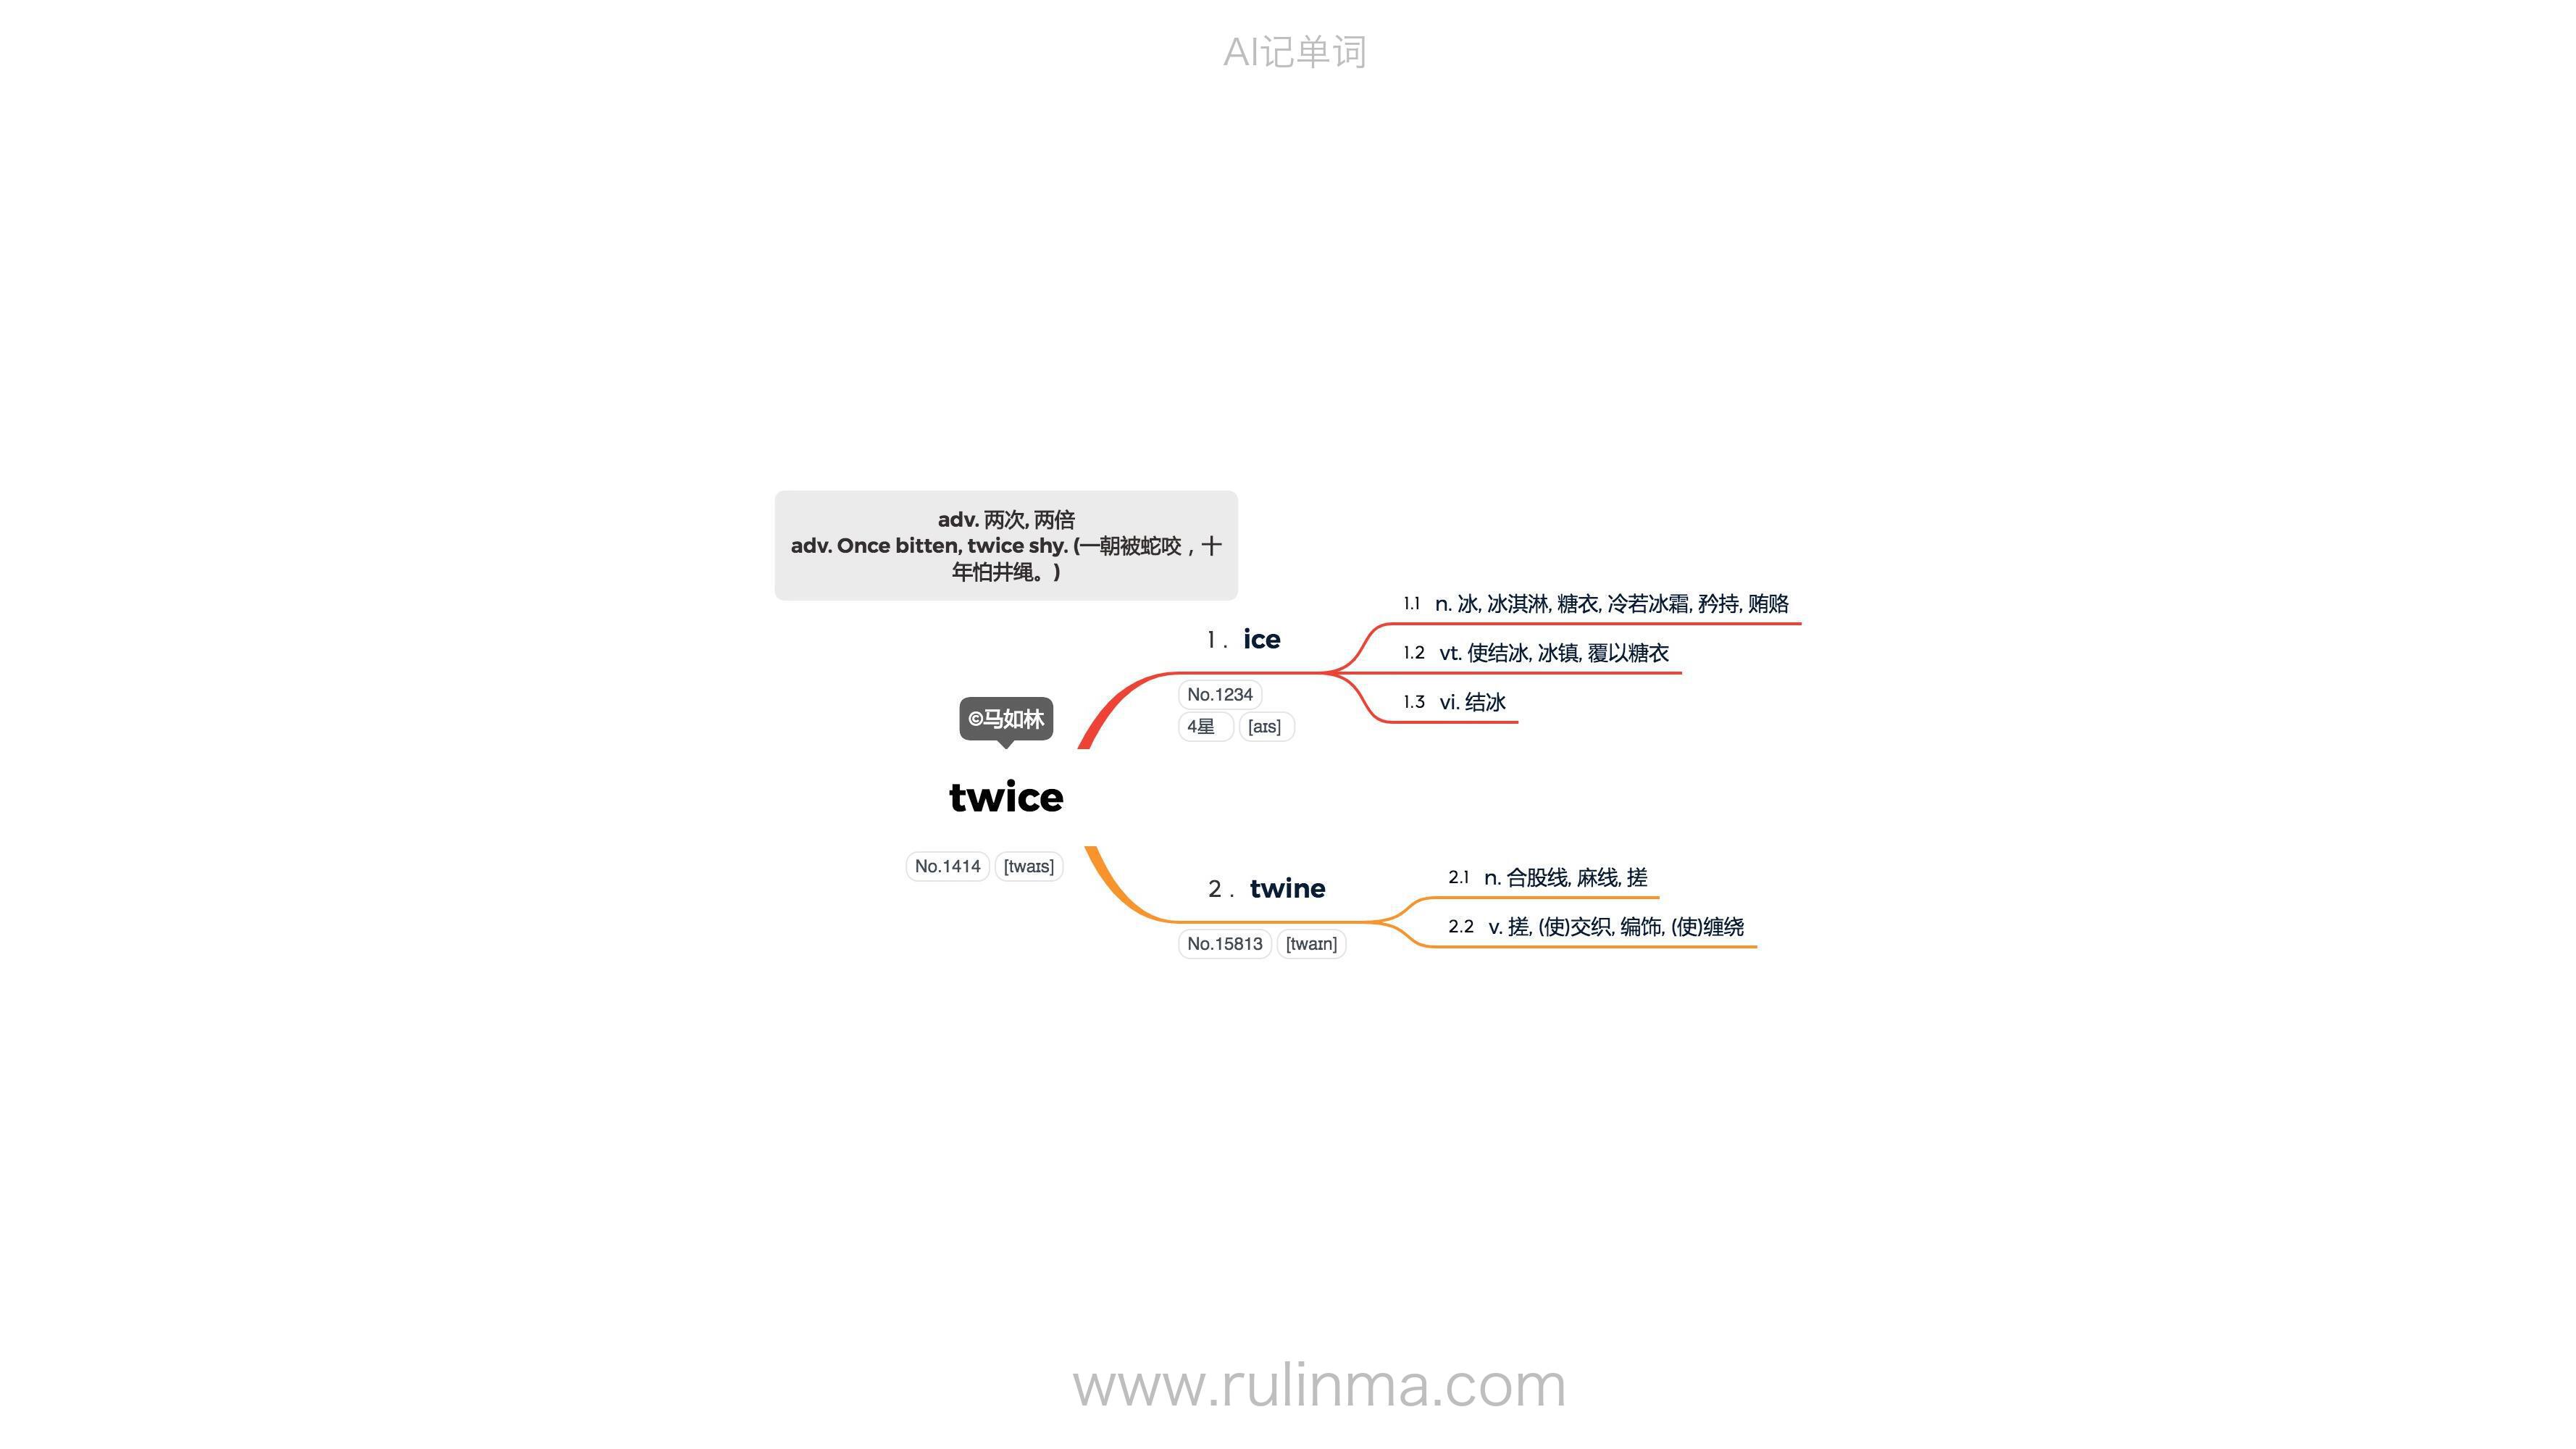 AI记单词
adv. 两次, 两倍
adv. Once bitten, twice shy. (一朝被蛇咬，十
年怕井绳。)
©马如林
twice
No.1414 [twaɪs]
1. ice
No.1234
4星 [aɪs]
1.1 n. 冰, 冰淇淋, 糖衣, 冷若冰霜, 矜持, 贿赂
1.2 vt. 使结冰, 冰镇, 覆以糖衣
1.3 vi. 结冰
2. twine
No.15813 [twaɪn]
2.1 n. 合股线, 麻线, 搓
2.2 v. 搓, (使)交织, 编饰, (使)缠绕
www.rulinma.com